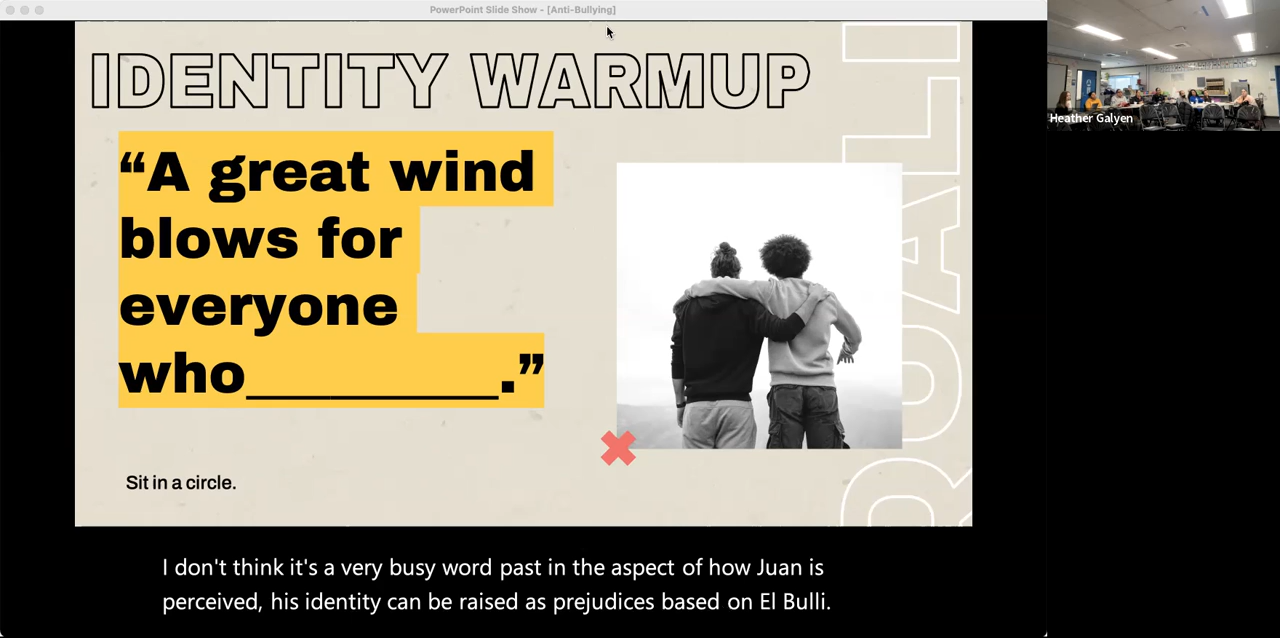 PowerPoint Slide Show - [Anti-Bullying]
IDENTITY WARMUP
“A great wind
blows for
everyone
who__________.”
Sit in a circle.
Heather Galyen
I don't think it's a very busy word past in the aspect of how Juan is
perceived, his identity can be raised as prejudices based on El Bulli.